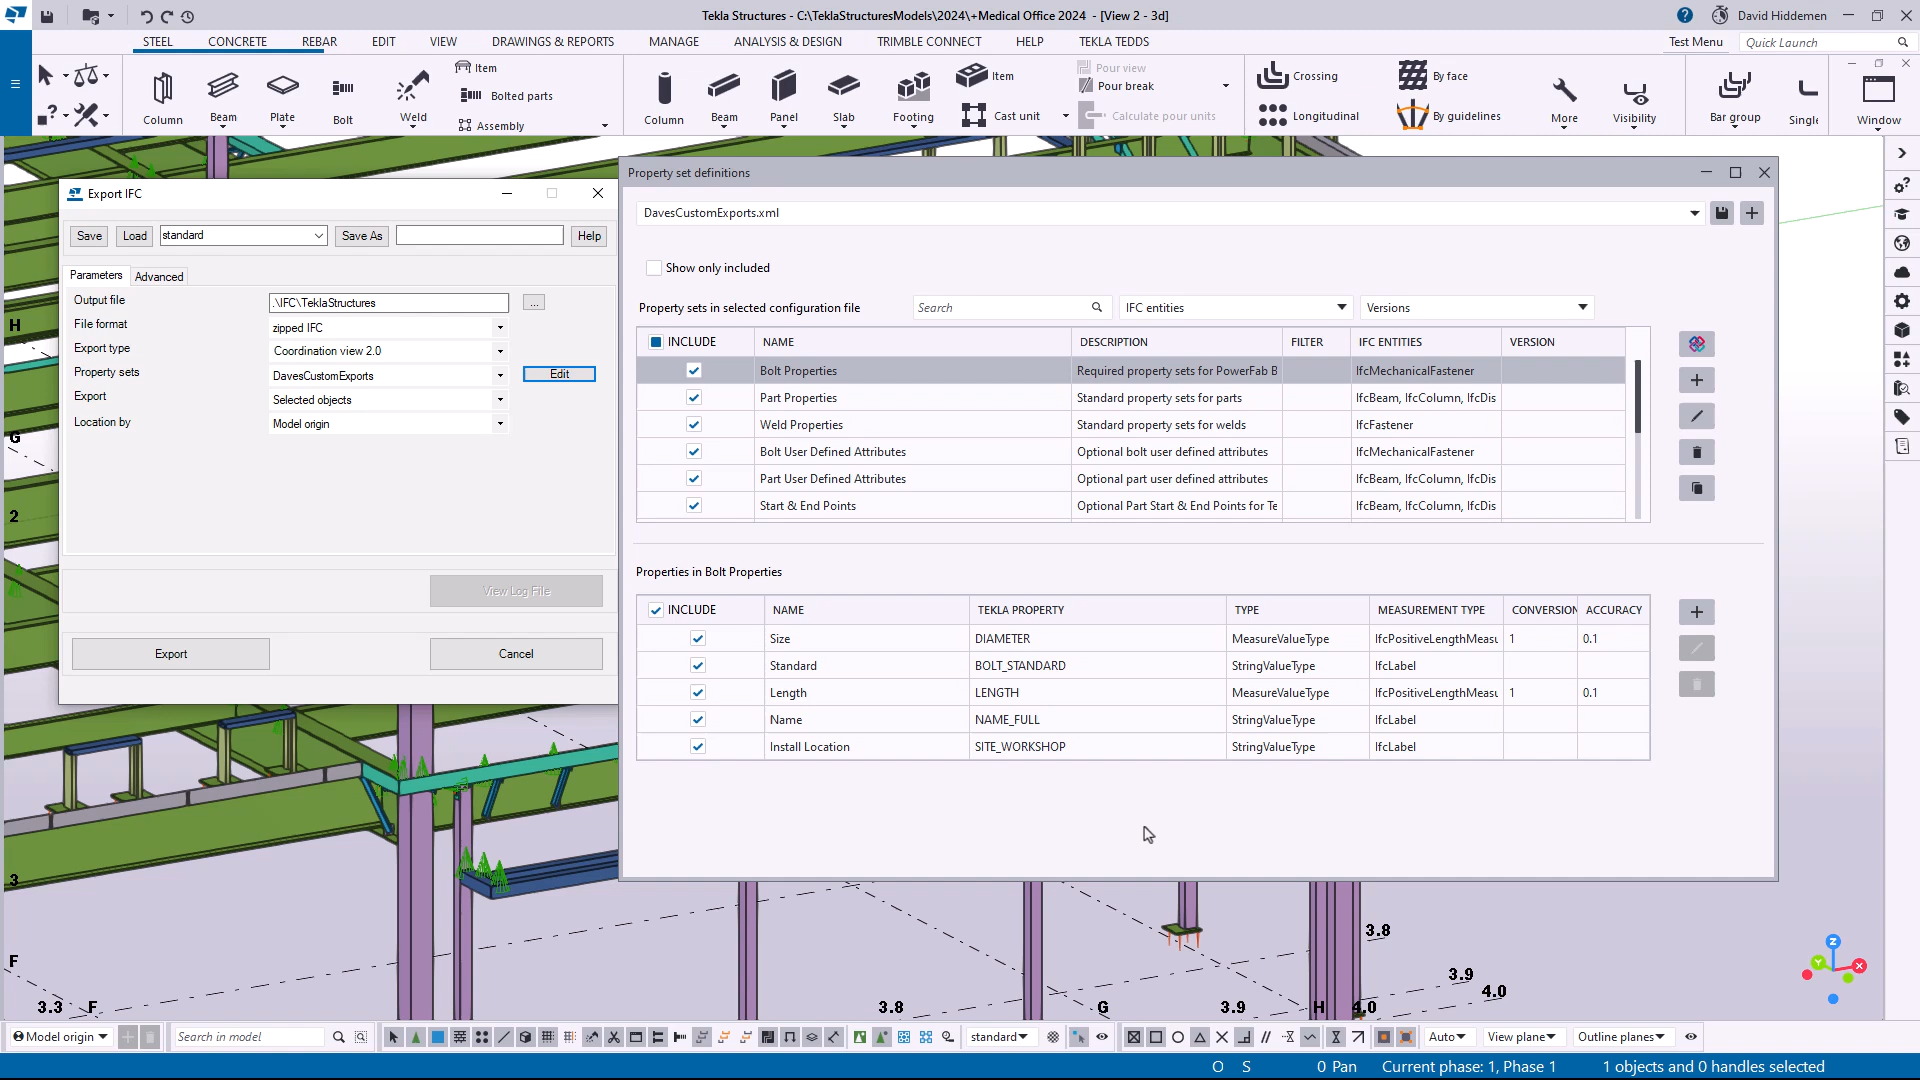 Tekla Structures - C:\TeklaStructuresModels\2024\+Medical Office 2024 - [View 2 - 3d]
David Hiddemen
STEEL CONCRETE REBAR EDIT VIEW DRAWINGS & REPORTS MANAGE ANALYSIS & DESIGN TRIMBLE CONNECT HELP TEKLA TEDDS
Test Menu Quick Launch
Column Beam Plate Bolt Weld
Item
Bolted parts
Assembly
Column Beam Panel Slab Footing
Item
Cast unit
Pour view
Pour break
Calculate pour units
Crossing
Longitudinal
By face
By guidelines
More Visibility
Bar group Single
Window
Export IFC
Save Load standard Save As Help
Parameters Advanced
Output file .\IFC\TeklaStructures ...
File format zipped IFC
Export type Coordination view 2.0
Property sets DavesCustomExports Edit
Export Selected objects
Location by Model origin
View Log File
Export Cancel
Property set definitions
DavesCustomExports.xml
Show only included
Property sets in selected configuration file Search IFC entities Versions
INCLUDE NAME DESCRIPTION FILTER IFC ENTITIES VERSION
Bolt Properties Required property sets for PowerFab B IfcMechanicalFastener
Part Properties Standard property sets for parts IfcBeam, IfcColumn, IfcDis
Weld Properties Standard property sets for welds IfcFastener
Bolt User Defined Attributes Optional bolt user defined attributes IfcMechanicalFastener
Part User Defined Attributes Optional part user defined attributes IfcBeam, IfcColumn, IfcDis
Start & End Points Optional Part Start & End Points for Te IfcBeam, IfcColumn, IfcDis
Properties in Bolt Properties
INCLUDE NAME TEKLA PROPERTY TYPE MEASUREMENT TYPE CONVERSION ACCURACY
Size DIAMETER MeasureValueType IfcPositiveLengthMeasu 1 0.1
Standard BOLT_STANDARD StringValueType IfcLabel
Length LENGTH MeasureValueType IfcPositiveLengthMeasu 1 0.1
Name NAME_FULL StringValueType IfcLabel
Install Location SITE_WORKSHOP StringValueType IfcLabel
H
G
2
3
F
3.3 F
3.8
G
3.9
H
4.0
3.8
3.9
4.0
Z
Y
X
Model origin Search in model standard Auto View plane Outline planes
O S 0 Pan Current phase: 1, Phase 1 1 objects and 0 handles selected